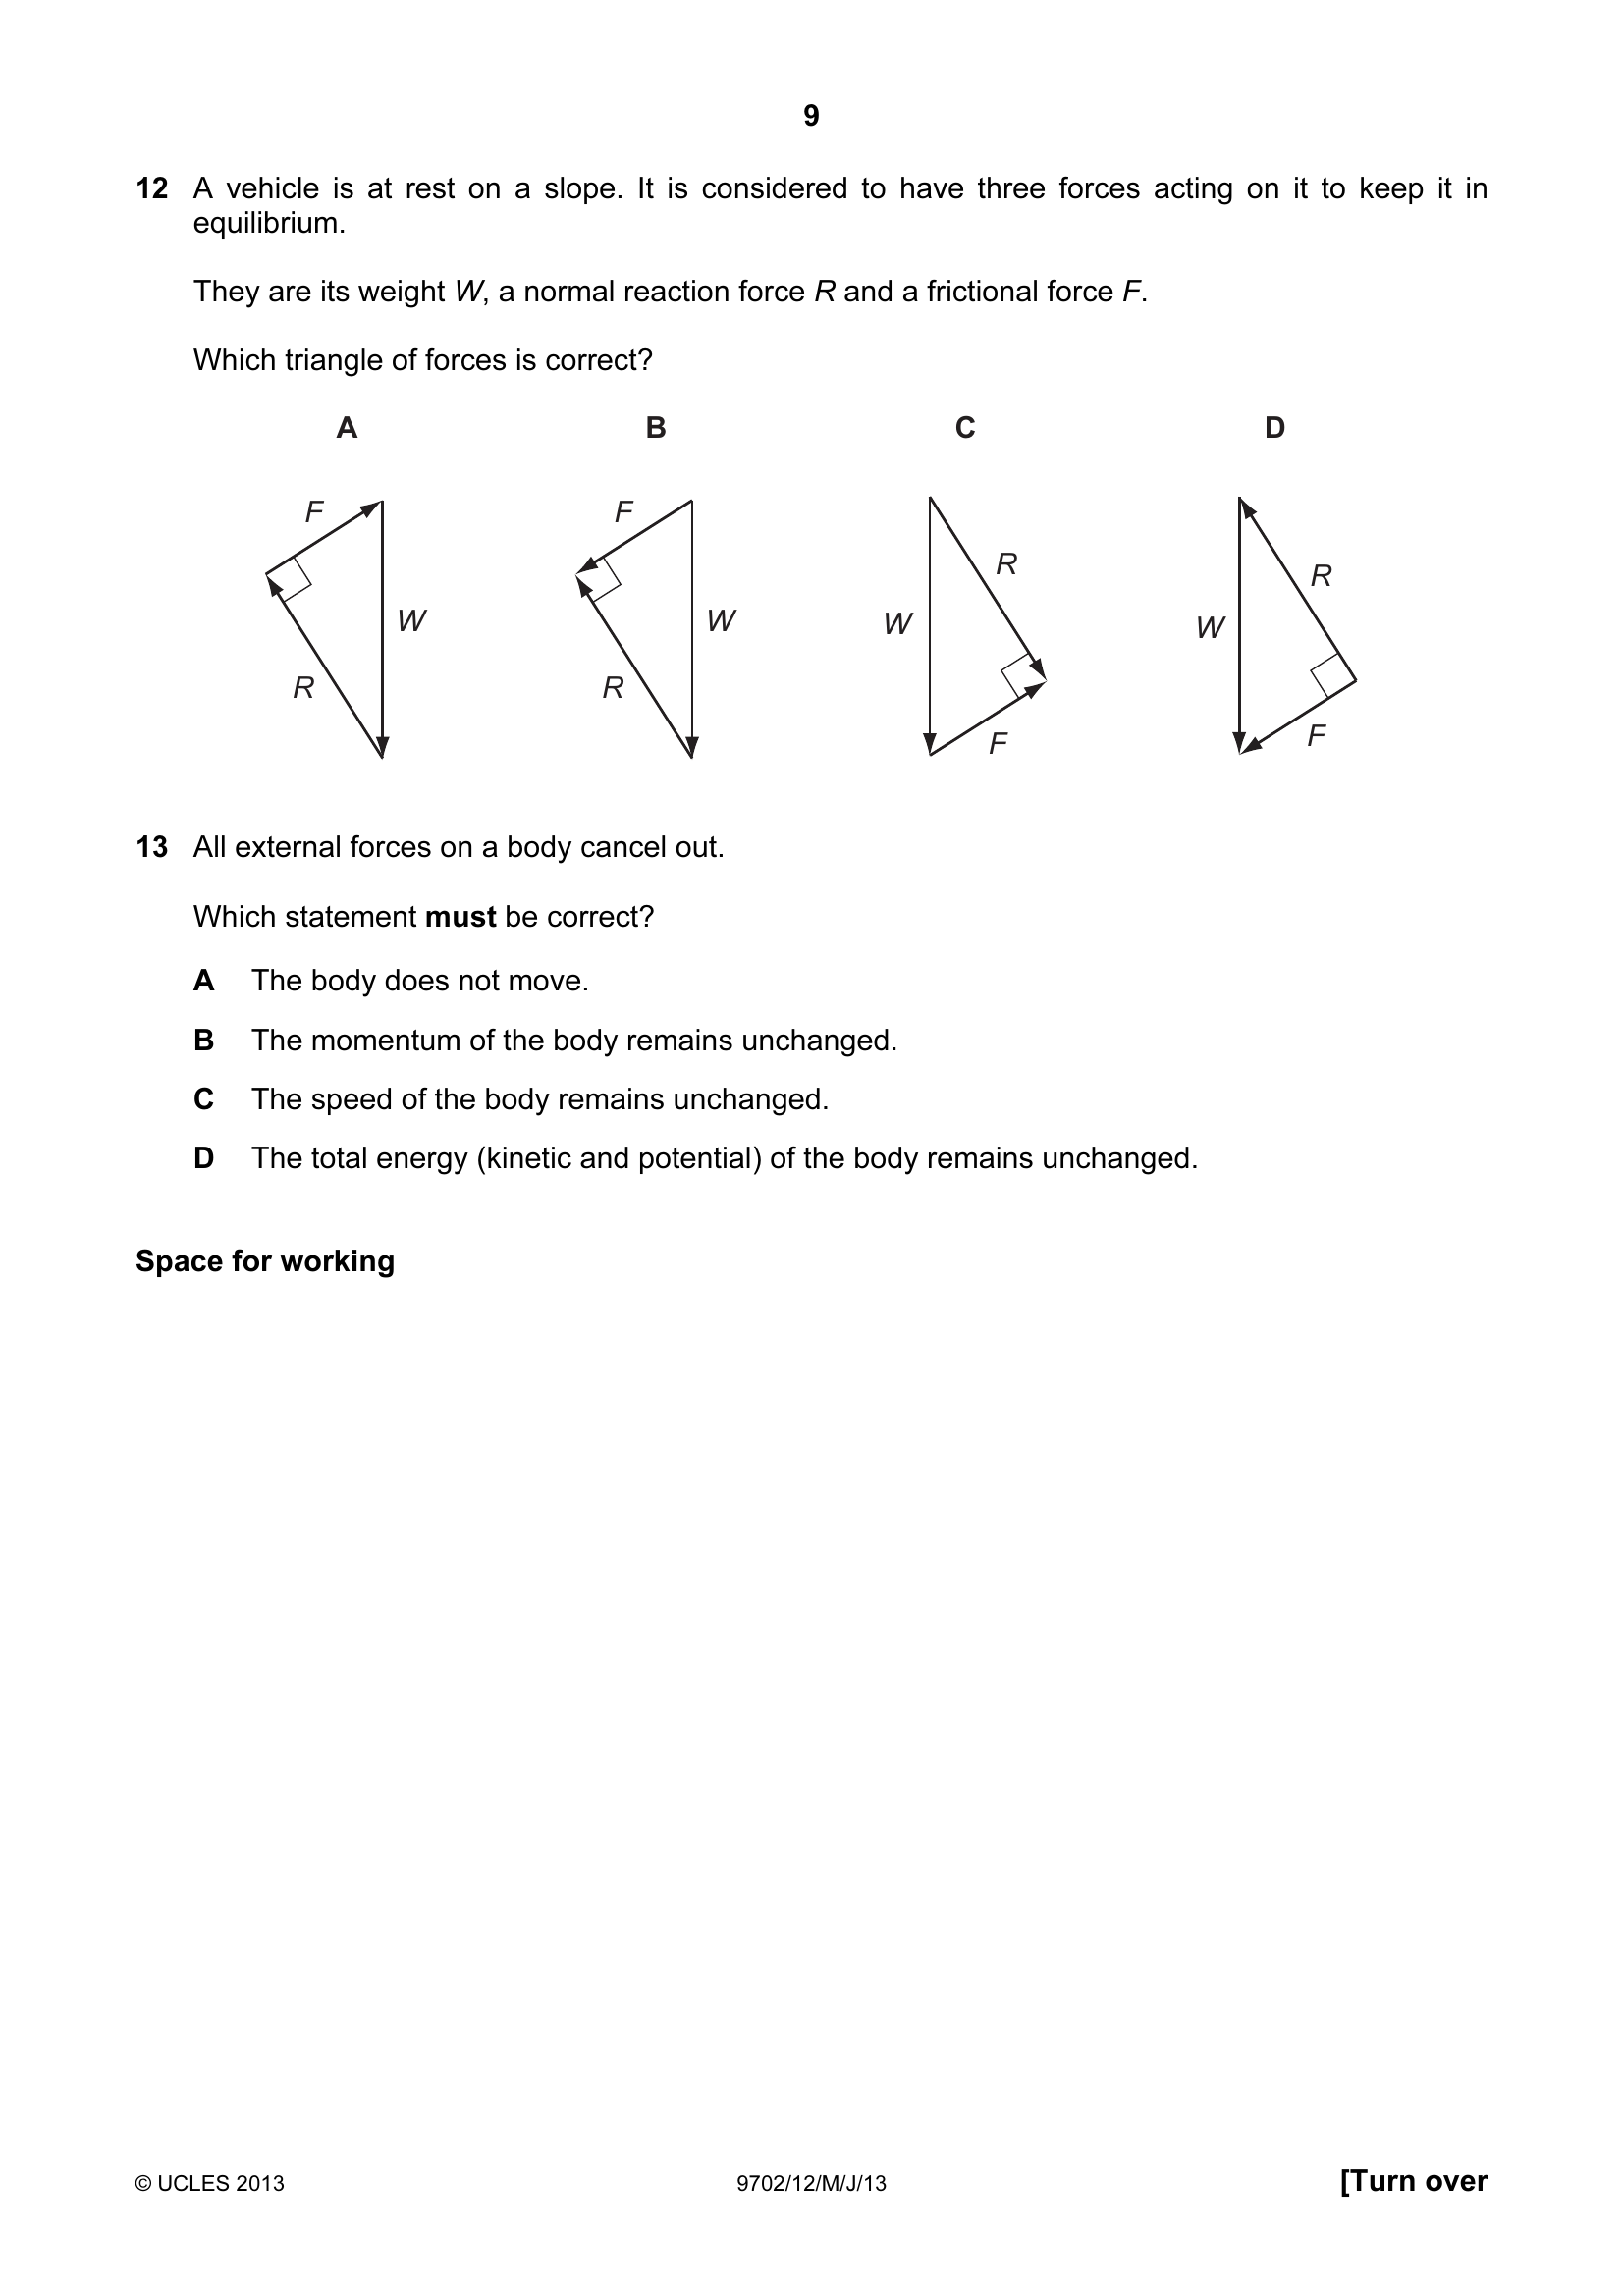 9
12 A vehicle is at rest on a slope. It is considered to have three forces acting on it to keep it in
equilibrium.
They are its weight W, a normal reaction force R and a frictional force F.
Which triangle of forces is correct?
A B C D
F F
R R
W W W W
R R
F F
13 All external forces on a body cancel out.
Which statement must be correct?
A The body does not move.
B The momentum of the body remains unchanged.
C The speed of the body remains unchanged.
D The total energy (kinetic and potential) of the body remains unchanged.
Space for working
© UCLES 2013 9702/12/M/J/13 [Turn over